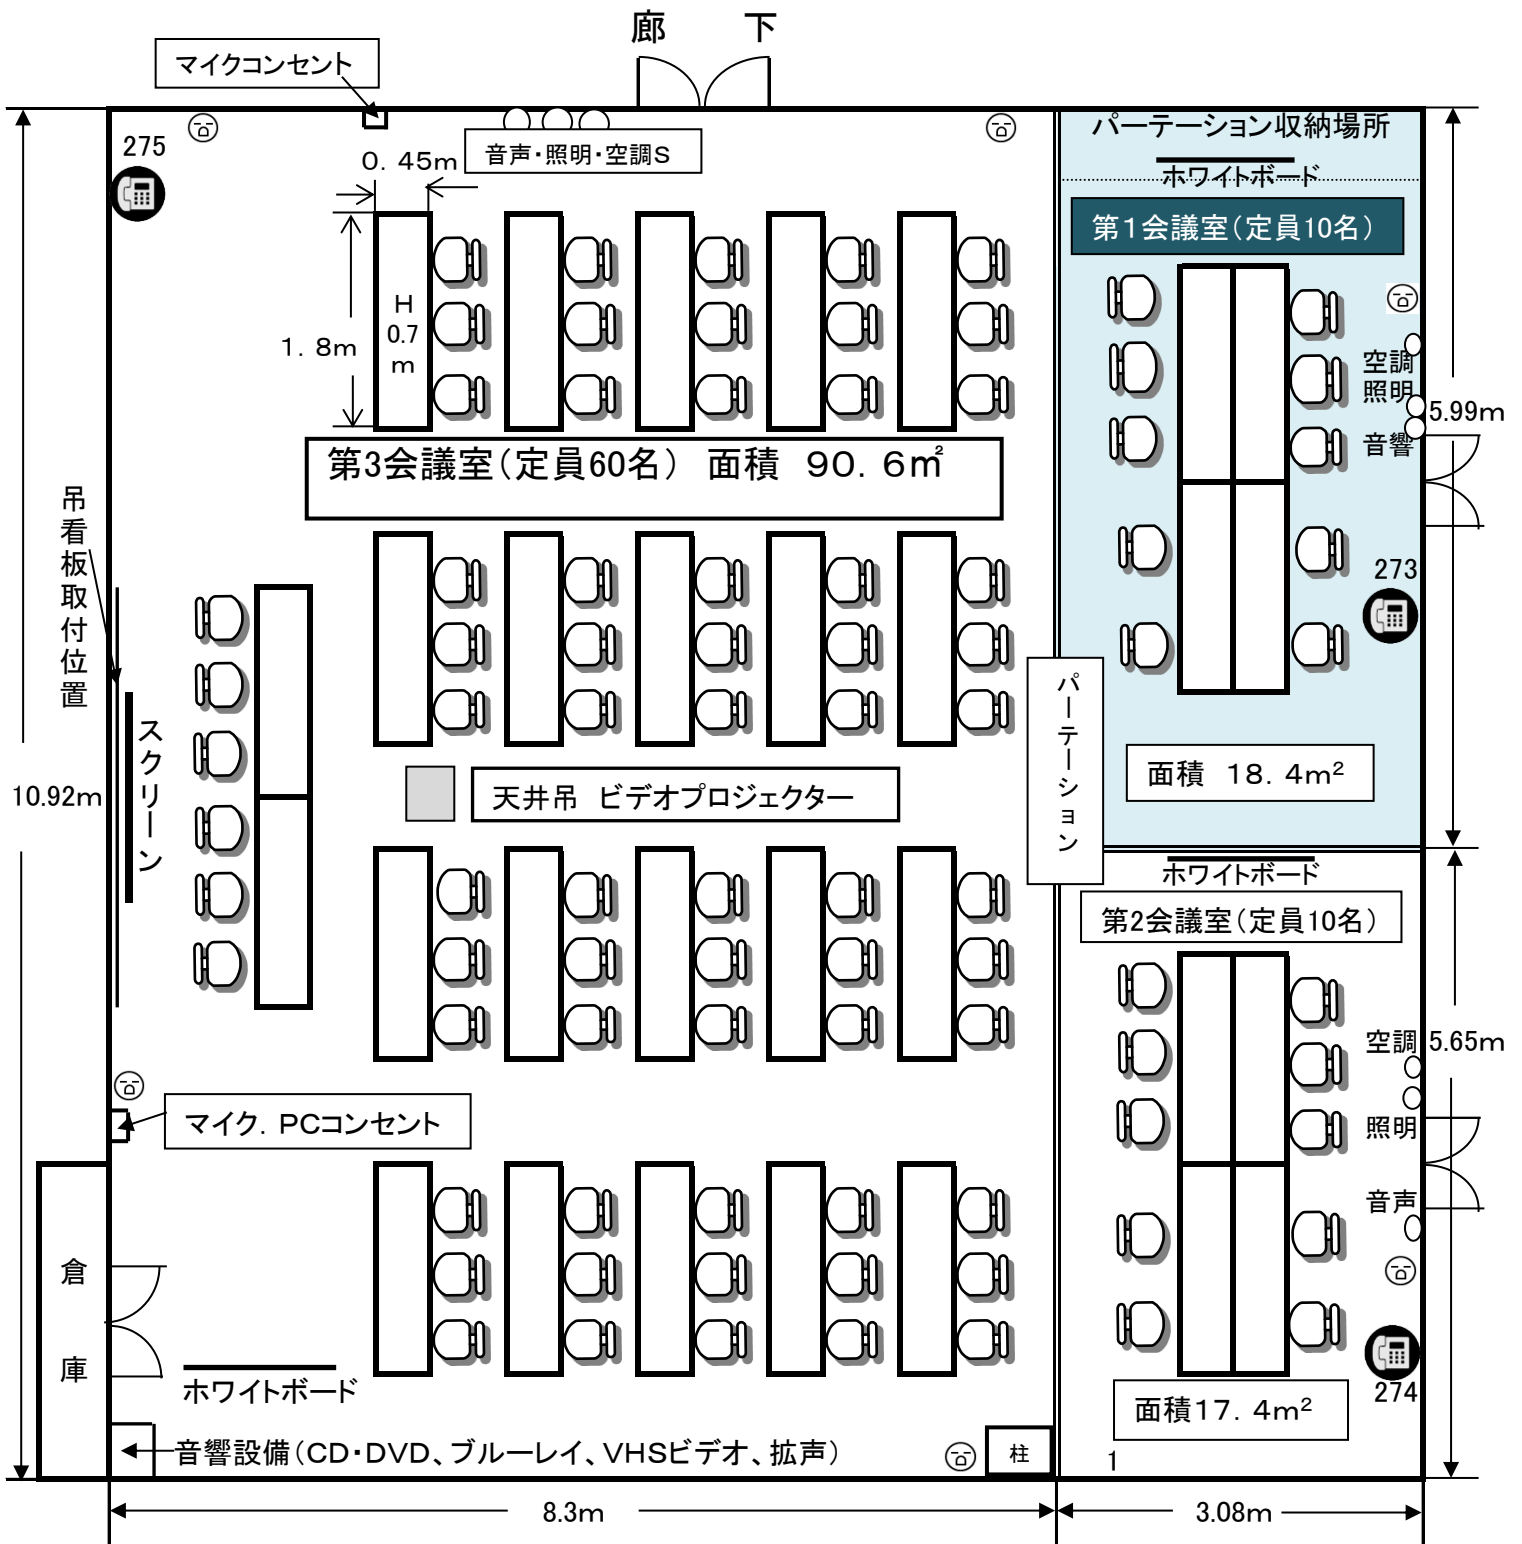 廊　下
マイクコンセント
275
0．45m
音声・照明・空調S
パーテーション収納場所
ホワイトボード
第1会議室（定員10名）
H
0.7
m
1．8m
空調
照明
5.99m
音響
第3会議室（定員60名）　面積　90．6㎡
吊看板取付位置
273
パーテーション
スクリーン
面積　18．4m²
10.92m
天井吊　ビデオプロジェクター
ホワイトボード
第2会議室（定員10名）
空調
5.65m
マイク．PCコンセント
照明
音声
倉庫
ホワイトボード
274
面積17．4m²
音響設備（CD・DVD、ブルーレイ、VHSビデオ、拡声）
柱
1
8.3m
3.08m